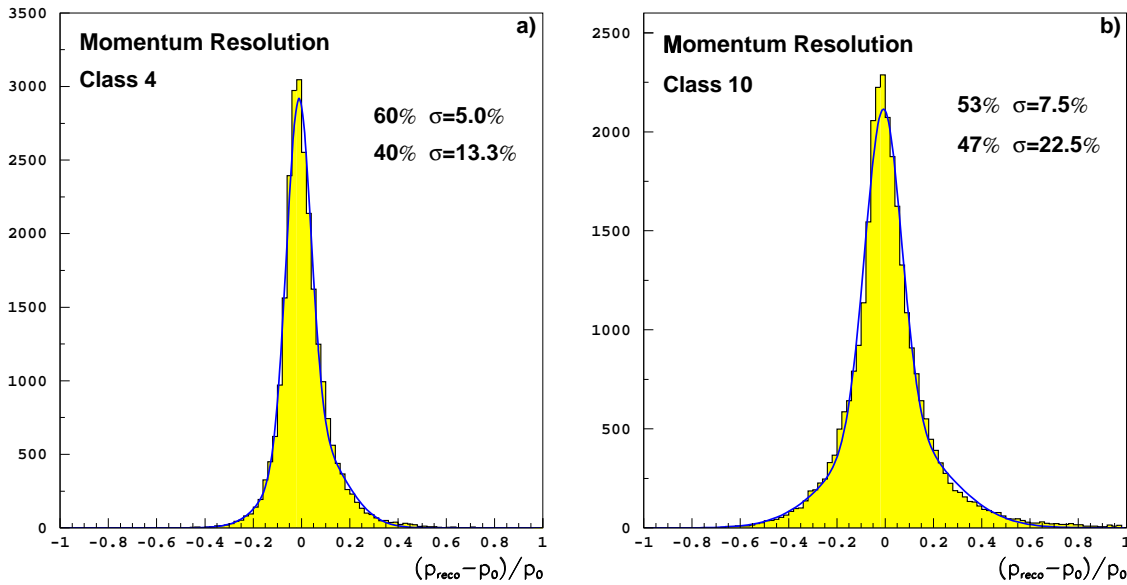 a)
Momentum Resolution
Class 4
60% σ=5.0%
40% σ=13.3%
3500
3000
2500
2000
1500
1000
500
0
-1 -0.8 -0.6 -0.4 -0.2 0 0.2 0.4 0.6 0.8 1
(p_reco-p_0)/p_0
b)
Momentum Resolution
Class 10
53% σ=7.5%
47% σ=22.5%
2500
2000
1500
1000
500
0
-1 -0.8 -0.6 -0.4 -0.2 0 0.2 0.4 0.6 0.8 1
(p_reco-p_0)/p_0